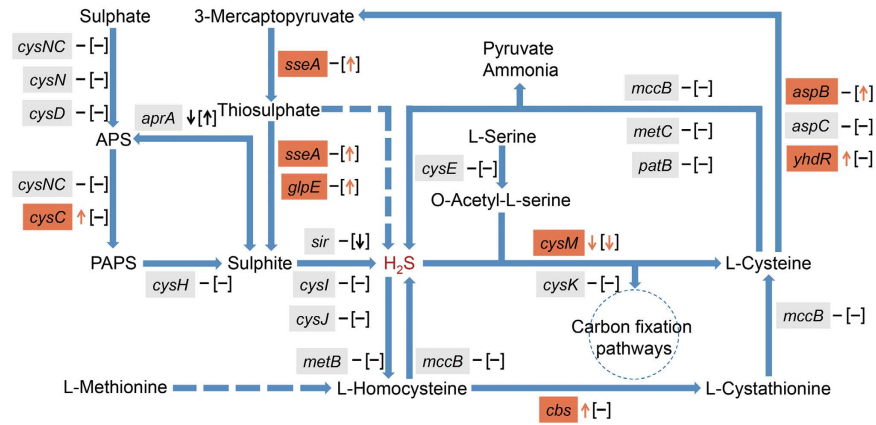 Sulphate
3-Mercaptopyruvate
cysNC –[–]
cysN –[–]
cysD –[–]
sseA –[↑]
Pyruvate
Ammonia
mccB –[–]
aspB –[↑]
aprA ↓[↑]
Thiosulphate
metC –[–]
aspC –[–]
APS
L-Serine
patB –[–]
yhdR ↑[–]
sseA –[↑]
cysE –[–]
cysNC –[–]
glpE –[↑]
O-Acetyl-L-serine
cysC ↑[–]
sir –[↓]
cysM ↓[↓]
PAPS
Sulphite
H2S
L-Cysteine
cysH –[–]
cysI –[–]
cysK –[–]
cysJ –[–]
Carbon fixation
pathways
mccB –[–]
metB –[–]
mccB –[–]
L-Methionine
L-Homocysteine
L-Cystathionine
cbs ↑[–]